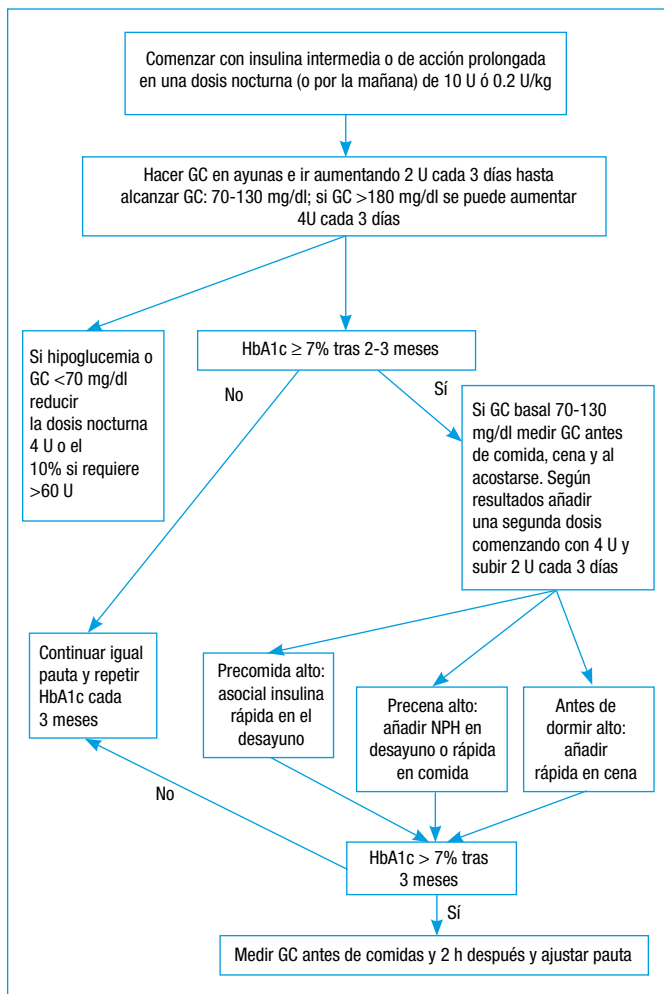 Comenzar con insulina intermedia o de acción prolongada
en una dosis nocturna (o por la mañana) de 10 U ó 0.2 U/kg
Hacer GC en ayunas e ir aumentando 2 U cada 3 días hasta
alcanzar GC: 70-130 mg/dl; si GC >180 mg/dl se puede aumentar
4U cada 3 días
Si hipoglucemia o
GC <70 mg/dl
reducir
la dosis nocturna
4 U o el
10% si requiere
>60 U
HbA1c ≥ 7% tras 2-3 meses
No
Sí
Si GC basal 70-130
mg/dl medir GC antes
de comida, cena y al
acostarse. Según
resultados añadir
una segunda dosis
comenzando con 4 U y
subir 2 U cada 3 días
Continuar igual
pauta y repetir
HbA1c cada
3 meses
Precomida alto:
asocial insulina
rápida en el
desayuno
Precena alto:
añadir NPH en
desayuno o rápida
en comida
Antes de
dormir alto:
añadir
rápida en cena
No
HbA1c > 7% tras
3 meses
Sí
Medir GC antes de comidas y 2 h después y ajustar pauta